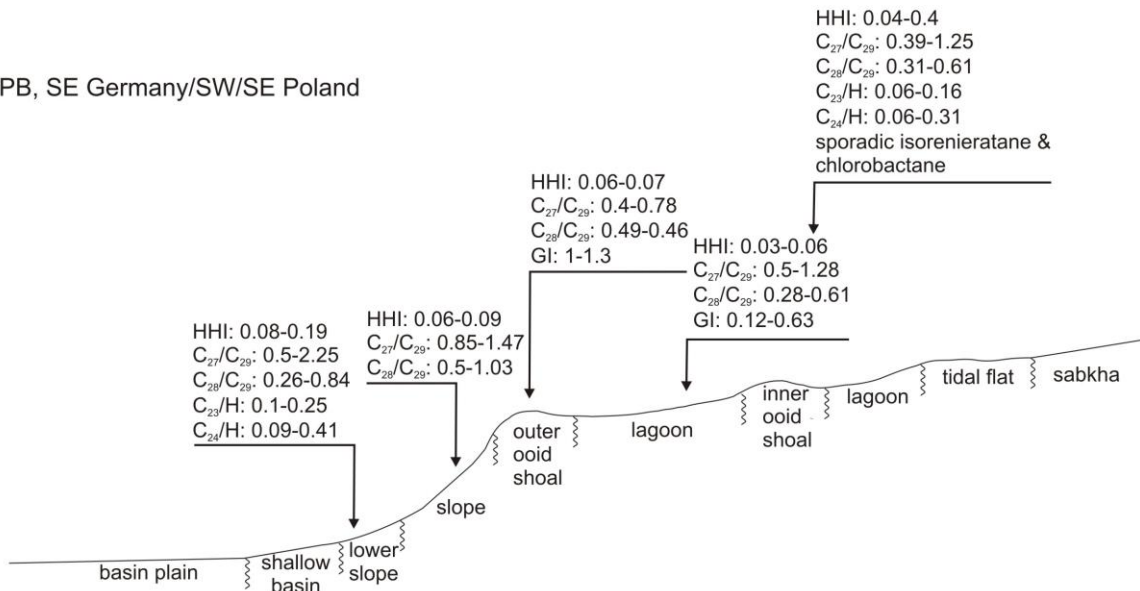 PB, SE Germany/SW/SE Poland
HHI: 0.04-0.4
C₂₇/C₂₉: 0.39-1.25
C₂₈/C₂₉: 0.31-0.61
C₂₃/H: 0.06-0.16
C₂₄/H: 0.06-0.31
sporadic isorenieratane &
chlorobactane
HHI: 0.06-0.07
C₂₇/C₂₉: 0.4-0.78
C₂₈/C₂₉: 0.49-0.46
GI: 1-1.3
HHI: 0.03-0.06
C₂₇/C₂₉: 0.5-1.28
C₂₈/C₂₉: 0.28-0.61
GI: 0.12-0.63
HHI: 0.08-0.19
C₂₇/C₂₉: 0.5-2.25
C₂₈/C₂₉: 0.26-0.84
C₂₃/H: 0.1-0.25
C₂₄/H: 0.09-0.41
HHI: 0.06-0.09
C₂₇/C₂₉: 0.85-1.47
C₂₈/C₂₉: 0.5-1.03
basin plain
shallow
basin
lower
slope
slope
outer
ooid
shoal
lagoon
inner
ooid
shoal
lagoon
tidal flat
sabkha